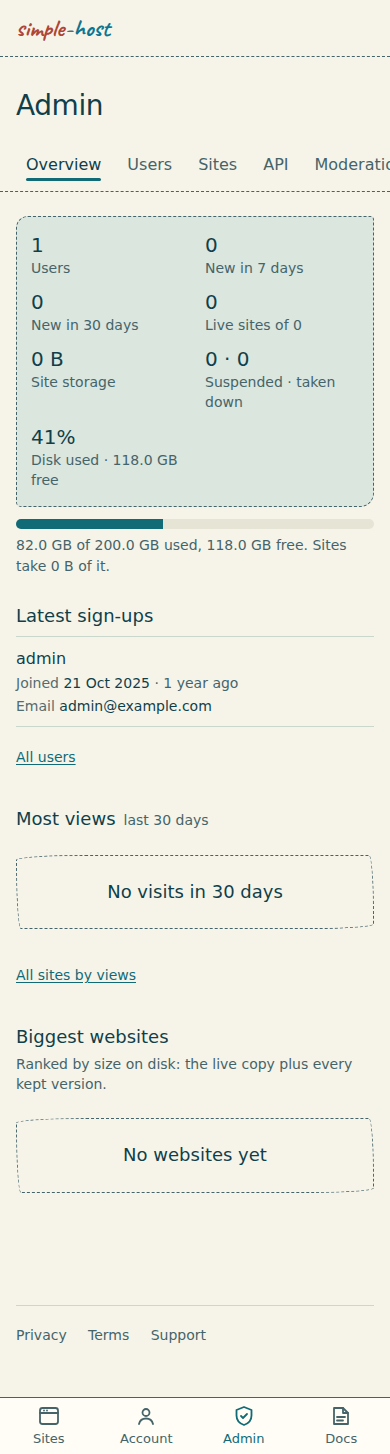 simple-host
Admin
Overview Users Sites API Moderatio
1 0
Users New in 7 days
0 0
New in 30 days Live sites of 0
0 B 0 · 0
Site storage Suspended · taken
down
41%
Disk used · 118.0 GB
free
82.0 GB of 200.0 GB used, 118.0 GB free. Sites
take 0 B of it.
Latest sign-ups
admin
Joined 21 Oct 2025 · 1 year ago
Email admin@example.com
All users
Most views last 30 days
No visits in 30 days
All sites by views
Biggest websites
Ranked by size on disk: the live copy plus every
kept version.
No websites yet
Privacy Terms Support
Sites Account Admin Docs